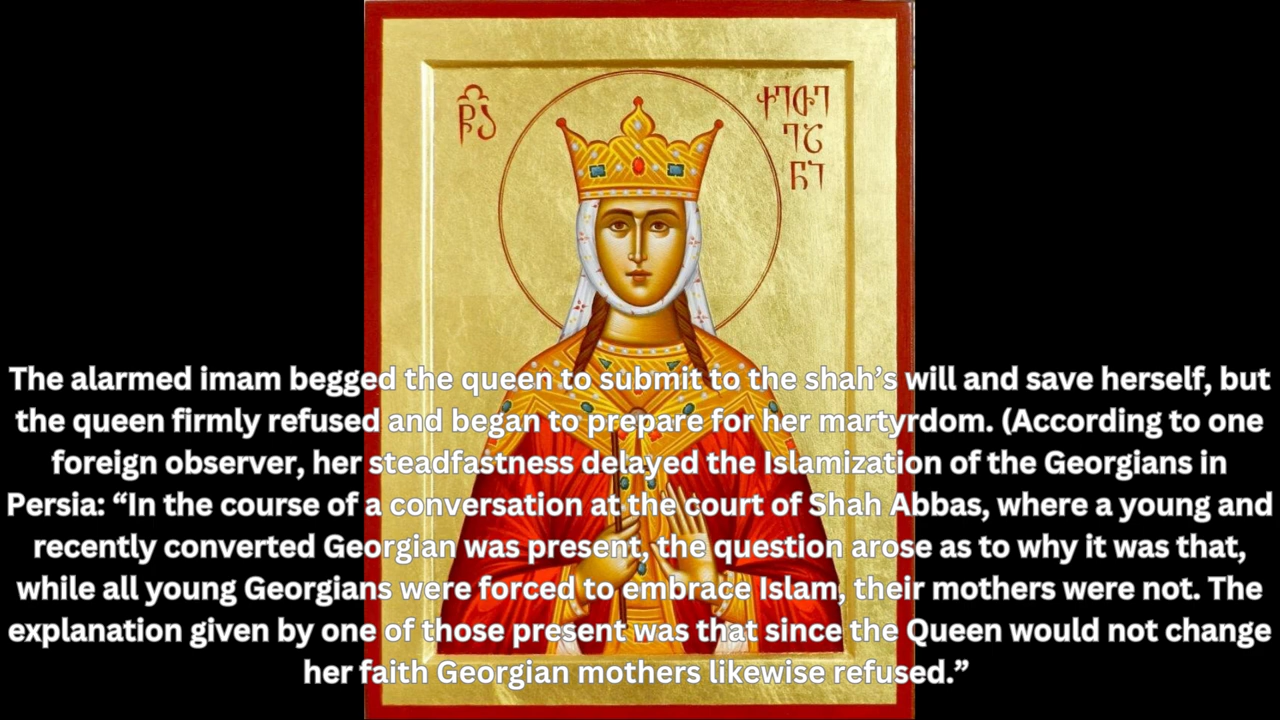 The alarmed imam begged the queen to submit to the shah’s will and save herself, but
the queen firmly refused and began to prepare for her martyrdom. (According to one
foreign observer, her steadfastness delayed the Islamization of the Georgians in
Persia: “In the course of a conversation at the court of Shah Abbas, where a young and
recently converted Georgian was present, the question arose as to why it was that,
while all young Georgians were forced to embrace Islam, their mothers were not. The
explanation given by one of those present was that since the Queen would not change
her faith Georgian mothers likewise refused.”